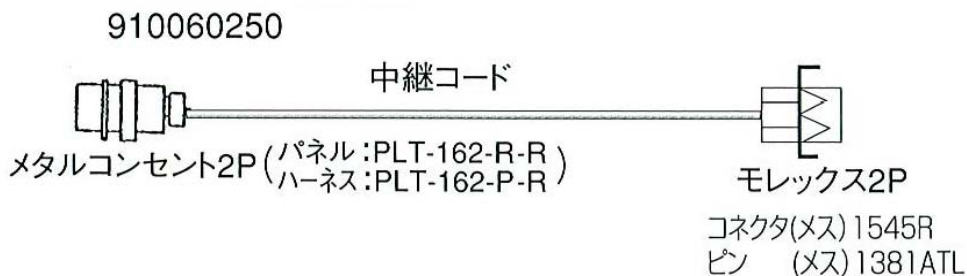 910060250
中継コード
メタルコンセント2P(パネル:PLT-162-R-R
ハーネス:PLT-162-P-R)
モレックス2P
コネクタ(メス)1545R
ピン (メス)1381ATL